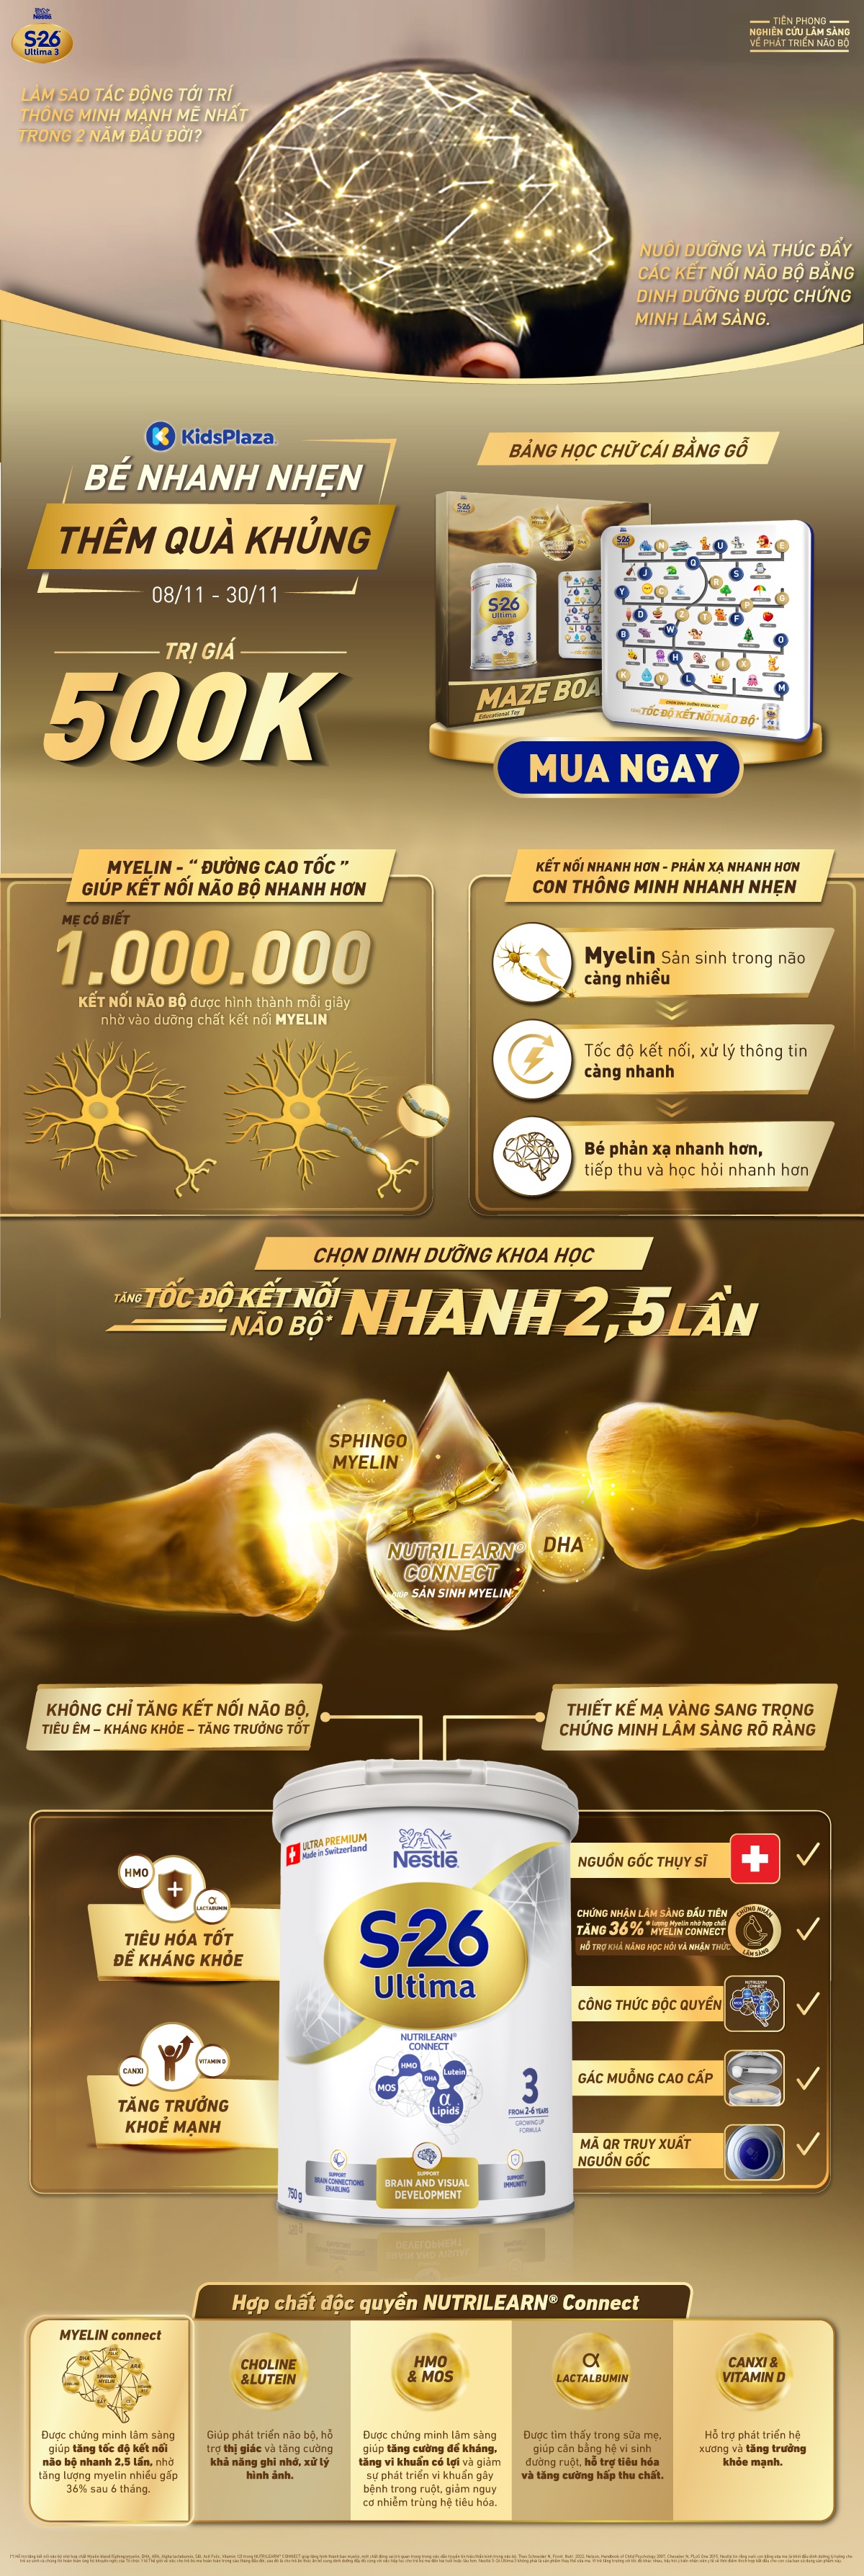 Nestlé
S-26
Ultima 3
TIÊN PHONG
NGHIÊN CỨU LÂM SÀNG
VỀ PHÁT TRIỂN NÃO BỘ
LÀM SAO TÁC ĐỘNG TỚI TRÍ
THÔNG MINH MẠNH MẼ NHẤT
TRONG 2 NĂM ĐẦU ĐỜI?
NUÔI DƯỠNG VÀ THÚC ĐẨY
CÁC KẾT NỐI NÃO BỘ BẰNG
DINH DƯỠNG ĐƯỢC CHỨNG
MINH LÂM SÀNG.
KidsPlaza
BÉ NHANH NHẸN
THÊM QUÀ KHỦNG
08/11 - 30/11
TRỊ GIÁ
500K
BẢNG HỌC CHỮ CÁI BẰNG GỖ
S-26
Nestlé
S-26
Ultima
3
MAZE BOA
Educational Toy
S-26
N
U
E
Q
J
S
R
Y
C
G
P
D
Z
T
F
B
W
O
H
I
X
K
V
L
M
CHỌN DINH DƯỠNG KHOA HỌC
TỐC ĐỘ KẾT NỐI NÃO BỘ*
MUA NGAY
MYELIN - “ ĐƯỜNG CAO TỐC ”
GIÚP KẾT NỐI NÃO BỘ NHANH HƠN
MẸ CÓ BIẾT
1.000.000
KẾT NỐI NÃO BỘ được hình thành mỗi giây
nhờ vào dưỡng chất kết nối MYELIN
KẾT NỐI NHANH HƠN - PHẢN XẠ NHANH HƠN
CON THÔNG MINH NHANH NHẸN
Myelin Sản sinh trong não
càng nhiều
Tốc độ kết nối, xử lý thông tin
càng nhanh
Bé phản xạ nhanh hơn,
tiếp thu và học hỏi nhanh hơn
CHỌN DINH DƯỠNG KHOA HỌC
TĂNG TỐC ĐỘ KẾT NỐI
NÃO BỘ* NHANH 2,5 LẦN
SPHINGO
MYELIN
NUTRILEARN®
CONNECT
GIÚP SẢN SINH MYELIN
DHA
KHÔNG CHỈ TĂNG KẾT NỐI NÃO BỘ,
TIÊU ÊM – KHÁNG KHỎE – TĂNG TRƯỞNG TỐT
THIẾT KẾ MẠ VÀNG SANG TRỌNG
CHỨNG MINH LÂM SÀNG RÕ RÀNG
HMO
α
LACTABUMIN
TIÊU HÓA TỐT
ĐỀ KHÁNG KHỎE
CANXI
VITAMIN D
TĂNG TRƯỞNG
KHOẺ MẠNH
ULTRA PREMIUM
Made in Switzerland
Nestlé
S-26
Ultima
NUTRILEARN®
CONNECT
MOS
HMO
DHA
Lutein
α
Lipids
3
FROM 2-6 YEARS
GROWING UP
FORMULA
SUPPORT
BRAIN CONNECTIONS
ENABLING
SUPPORT
BRAIN AND VISUAL
DEVELOPMENT
SUPPORT
IMMUNITY
750 g
NGUỒN GỐC THỤY SĨ
CHỨNG NHẬN LÂM SÀNG ĐẦU TIÊN
TĂNG 36%* lượng Myelin nhờ hợp chất
MYELIN CONNECT
HỖ TRỢ KHẢ NĂNG HỌC HỎI VÀ NHẬN THỨC
CHỨNG NHẬN
LÂM SÀNG
CÔNG THỨC ĐỘC QUYỀN
GÁC MUỖNG CAO CẤP
MÃ QR TRUY XUẤT
NGUỒN GỐC
Hợp chất độc quyền NUTRILEARN® Connect
MYELIN connect
Được chứng minh lâm sàng
giúp tăng tốc độ kết nối
não bộ nhanh 2,5 lần, nhờ
tăng lượng myelin nhiều gấp
36% sau 6 tháng.
CHOLINE
&LUTEIN
Giúp phát triển não bộ, hỗ
trợ thị giác và tăng cường
khả năng ghi nhớ, xử lý
hình ảnh.
HMO
& MOS
Được chứng minh lâm sàng
giúp tăng cường đề kháng,
tăng vi khuẩn có lợi và giảm
sự phát triển vi khuẩn gây
bệnh trong ruột, giảm nguy
cơ nhiễm trùng hệ tiêu hóa.
α
LACTALBUMIN
Được tìm thấy trong sữa mẹ,
giúp cân bằng hệ vi sinh
đường ruột, hỗ trợ tiêu hóa
và tăng cường hấp thu chất.
CANXI &
VITAMIN D
Hỗ trợ phát triển hệ
xương và tăng trưởng
khỏe mạnh.